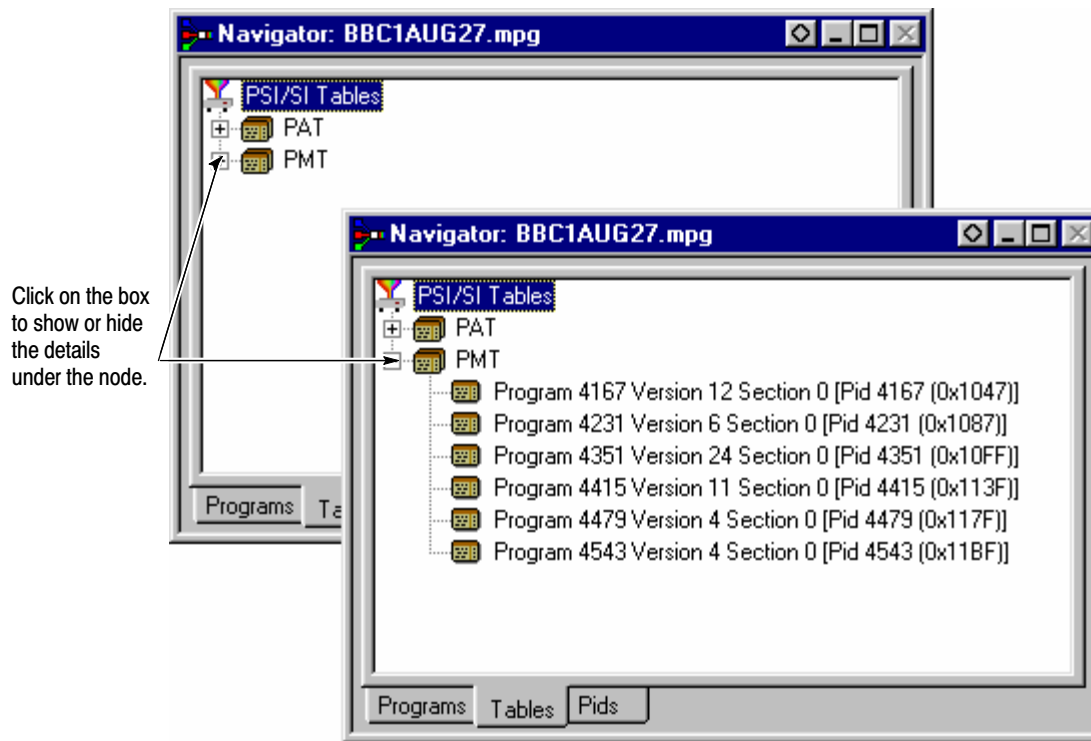 Navigator: BBC1AUG27.mpg
PSI/SI Tables
PAT
PMT
Programs Ta
Click on the box
to show or hide
the details
under the node.
Navigator: BBC1AUG27.mpg
PSI/SI Tables
PAT
PMT
Program 4167 Version 12 Section 0 [Pid 4167 (0x1047)]
Program 4231 Version 6 Section 0 [Pid 4231 (0x1087)]
Program 4351 Version 24 Section 0 [Pid 4351 (0x10FF)]
Program 4415 Version 11 Section 0 [Pid 4415 (0x113F)]
Program 4479 Version 4 Section 0 [Pid 4479 (0x117F)]
Program 4543 Version 4 Section 0 [Pid 4543 (0x11BF)]
Programs Tables Pids